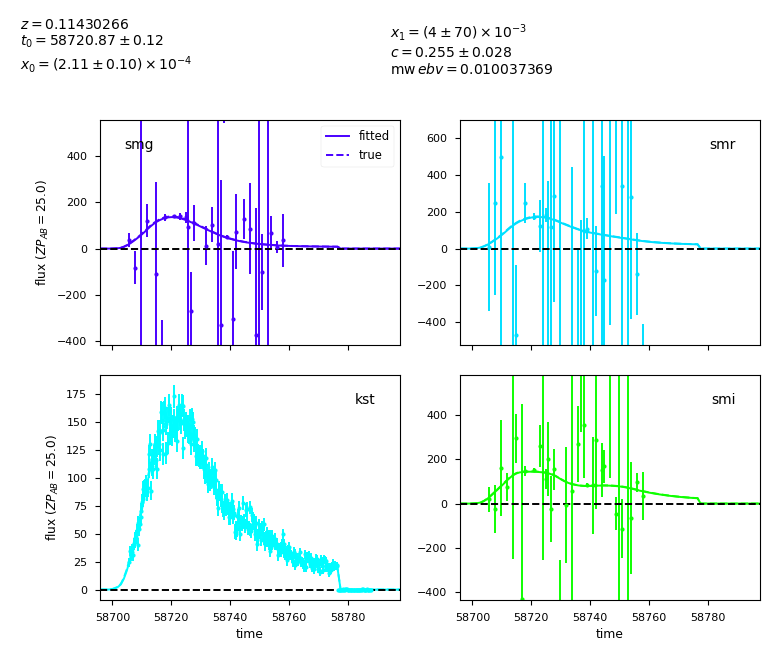 z = 0.11430266
t₀ = 58720.87 ± 0.12
x₀ = (2.11 ± 0.10) × 10⁻⁴
x₁ = (4 ± 70) × 10⁻³
c = 0.255 ± 0.028
mw ebv = 0.010037369
smg
fitted
true
400
200
0
−200
−400
flux (ZP_AB = 25.0)
smr
600
400
200
0
−200
−400
kst
175
150
125
100
75
50
25
0
flux (ZP_AB = 25.0)
58700 58720 58740 58760 58780
time
smi
400
200
0
−200
−400
58700 58720 58740 58760 58780
time